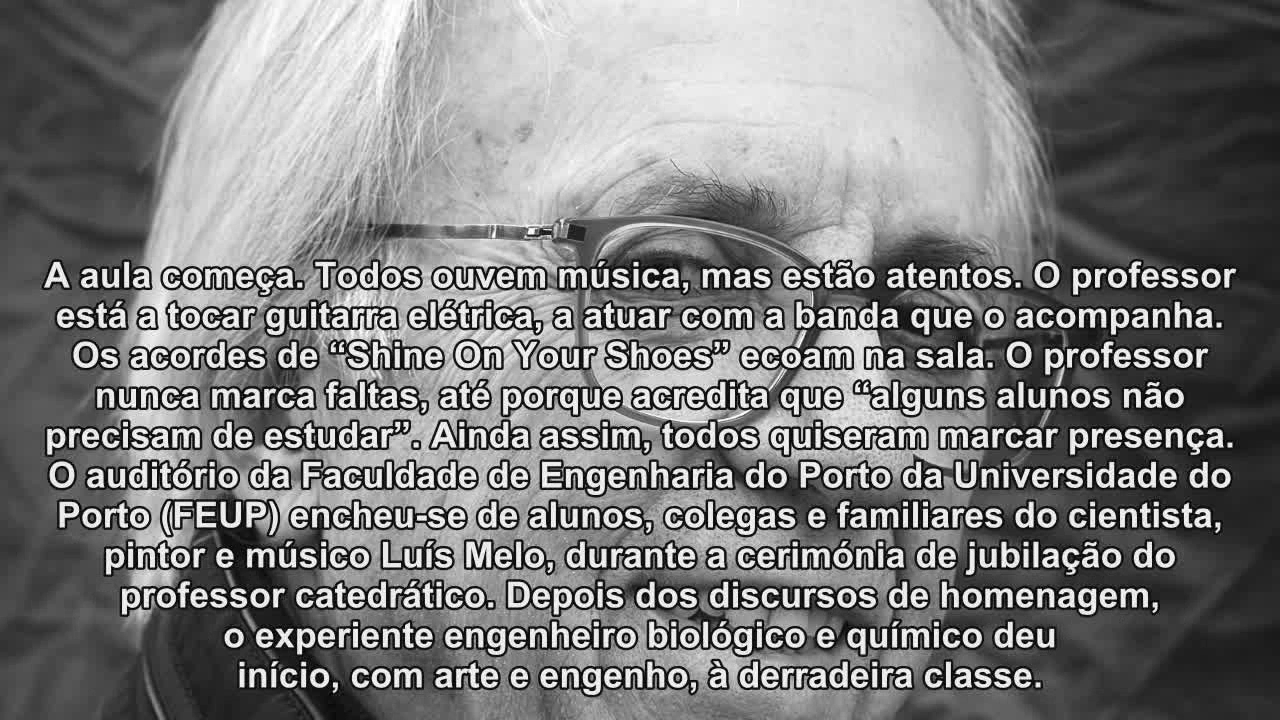 A aula começa. Todos ouvem música, mas estão atentos. O professor
está a tocar guitarra elétrica, a atuar com a banda que o acompanha.
Os acordes de “Shine On Your Shoes” ecoam na sala. O professor
nunca marca faltas, até porque acredita que “alguns alunos não
precisam de estudar”. Ainda assim, todos quiseram marcar presença.
O auditório da Faculdade de Engenharia do Porto da Universidade do
Porto (FEUP) encheu-se de alunos, colegas e familiares do cientista,
pintor e músico Luís Melo, durante a cerimónia de jubilação do
professor catedrático. Depois dos discursos de homenagem,
o experiente engenheiro biológico e químico deu
início, com arte e engenho, à derradeira classe.